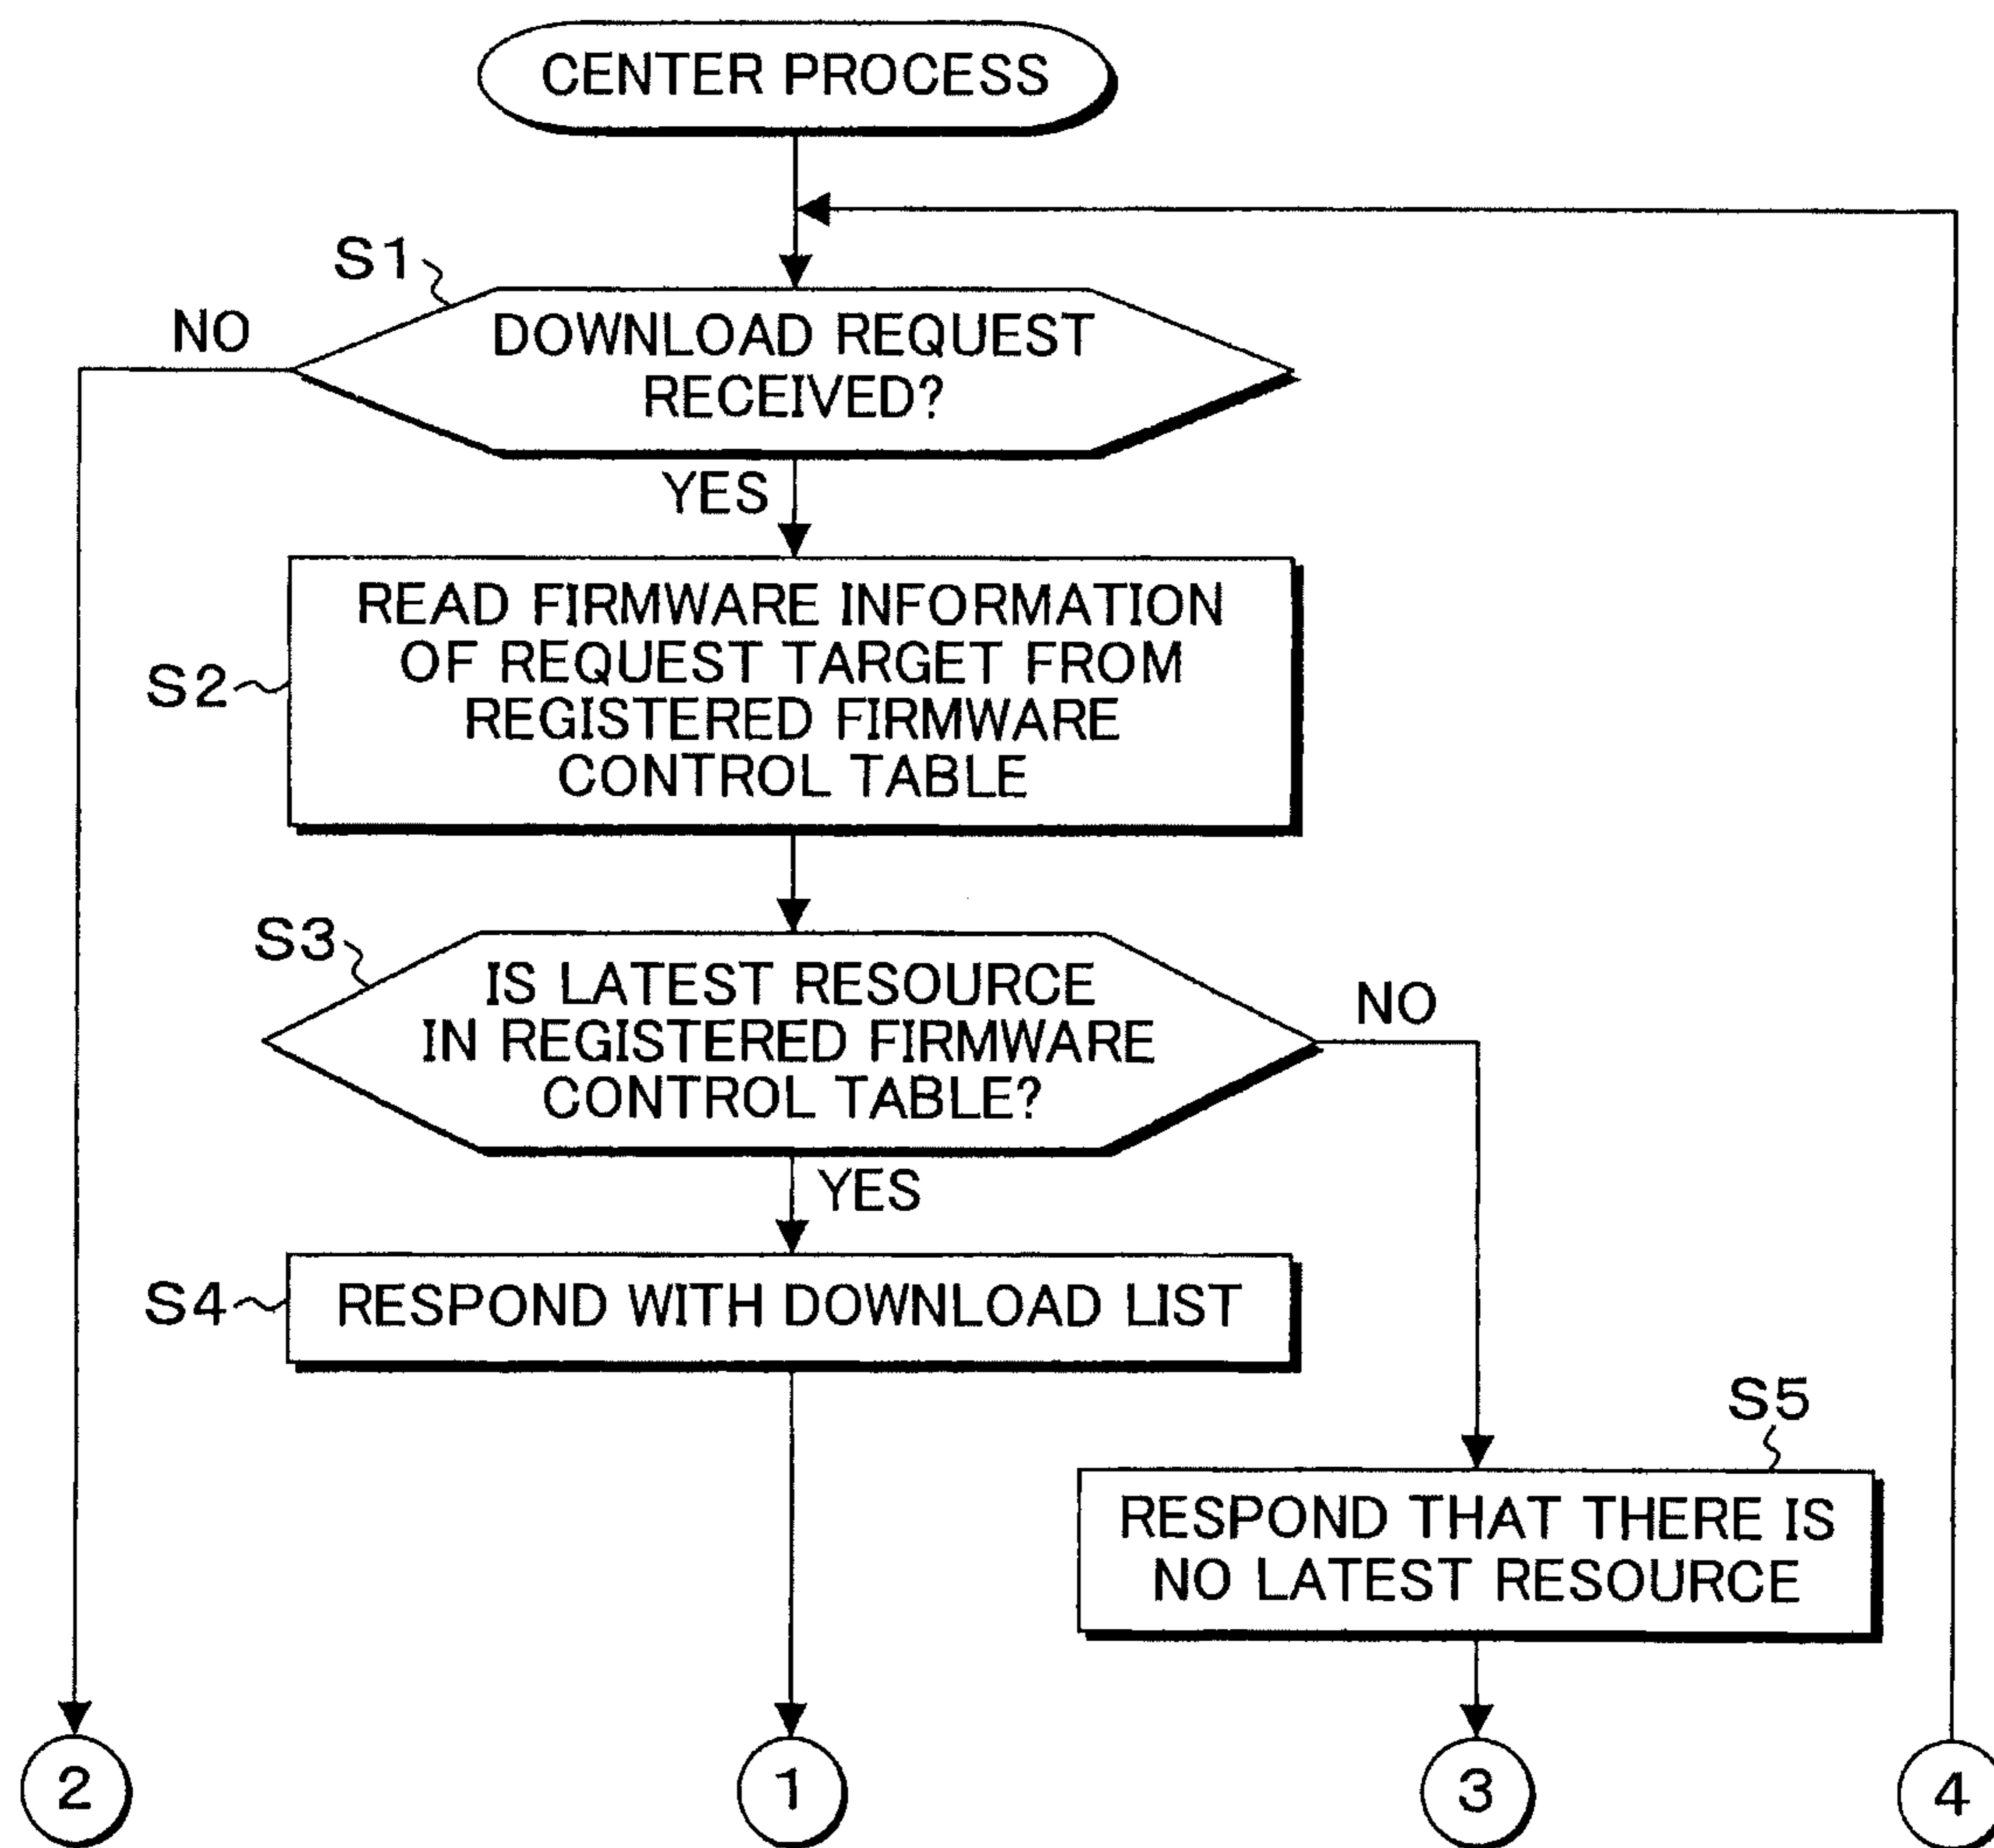 CENTER PROCESS
S1
NO
DOWNLOAD REQUEST
RECEIVED?
YES
READ FIRMWARE INFORMATION
OF REQUEST TARGET FROM
REGISTERED FIRMWARE
CONTROL TABLE
S2
S3
IS LATEST RESOURCE
IN REGISTERED FIRMWARE
CONTROL TABLE?
NO
YES
S4
RESPOND WITH DOWNLOAD LIST
S5
RESPOND THAT THERE IS
NO LATEST RESOURCE
2
1
3
4